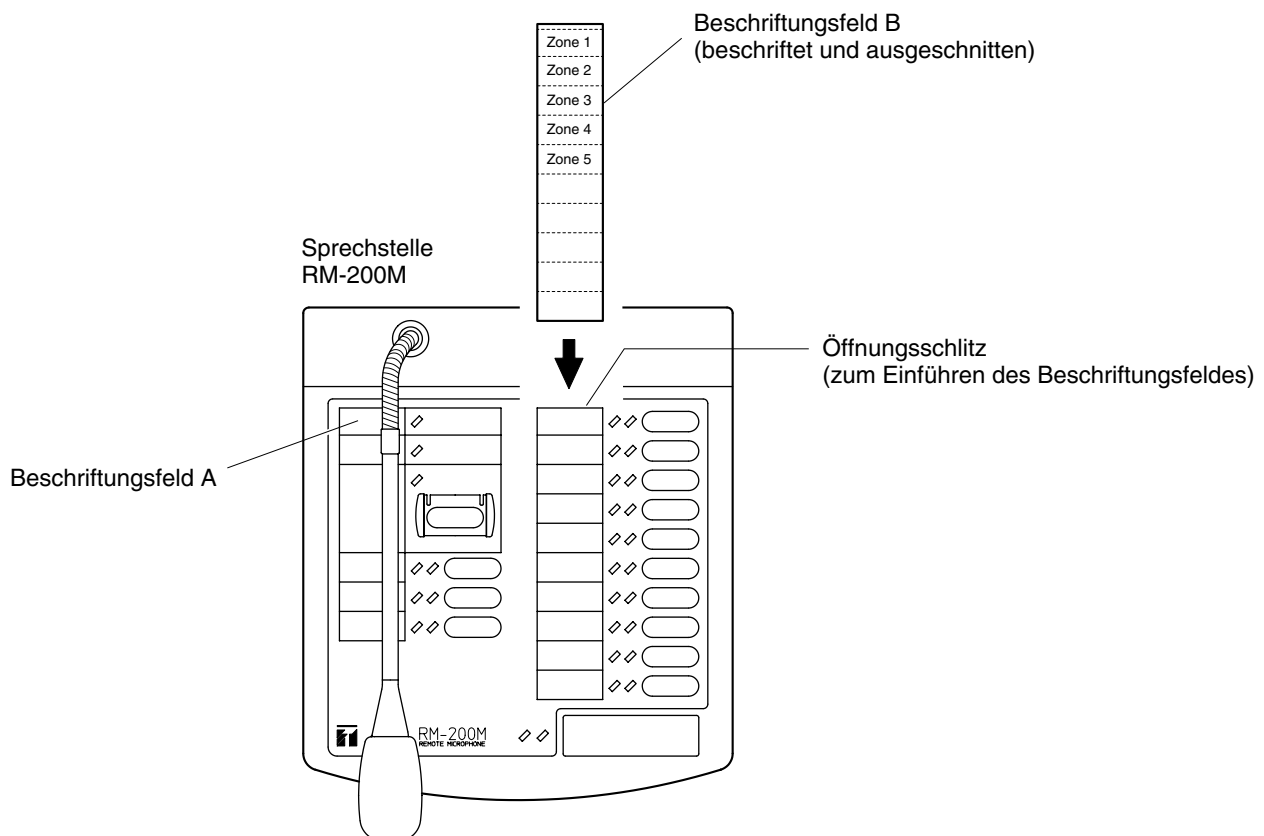 Beschriftungsfeld B
(beschriftet und ausgeschnitten)
Zone 1
Zone 2
Zone 3
Zone 4
Zone 5
Sprechstelle
RM-200M
Öffnungsschlitz
(zum Einführen des Beschriftungsfeldes)
Beschriftungsfeld A
RM-200M
REMOTE MICROPHONE